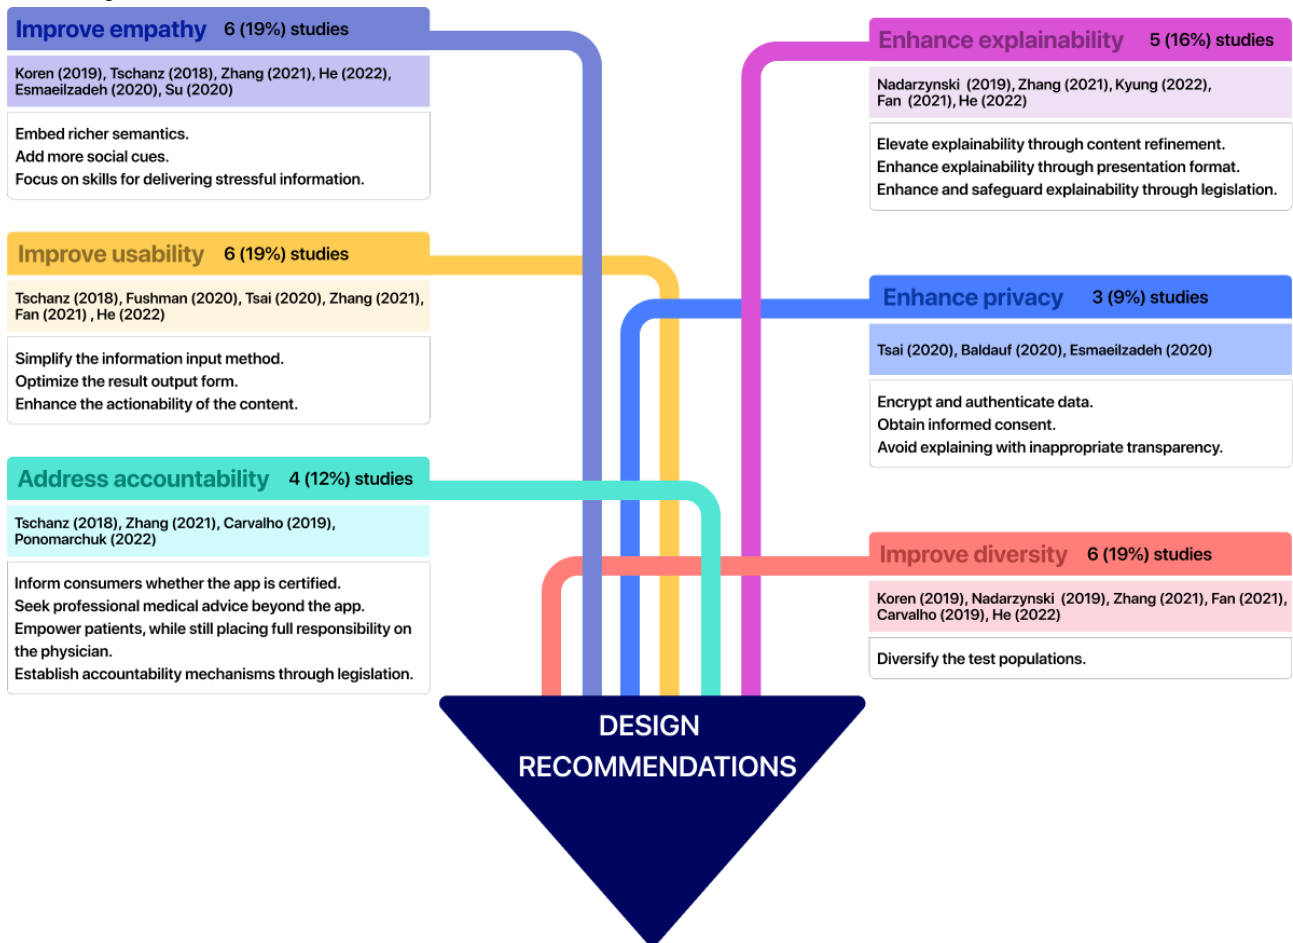 Improve empathy 6 (19%) studies
Koren (2019), Tschanz (2018), Zhang (2021), He (2022),
Esmaeilzadeh (2020), Su (2020)
Embed richer semantics.
Add more social cues.
Focus on skills for delivering stressful information.
Improve usability 6 (19%) studies
Tschanz (2018), Fushman (2020), Tsai (2020), Zhang (2021),
Fan (2021) , He (2022)
Simplify the information input method.
Optimize the result output form.
Enhance the actionability of the content.
Address accountability 4 (12%) studies
Tschanz (2018), Zhang (2021), Carvalho (2019),
Ponomarchuk (2022)
Inform consumers whether the app is certified.
Seek professional medical advice beyond the app.
Empower patients, while still placing full responsibility on
the physician.
Establish accountability mechanisms through legislation.
Enhance explainability 5 (16%) studies
Nadarzynski (2019), Zhang (2021), Kyung (2022),
Fan (2021), He (2022)
Elevate explainability through content refinement.
Enhance explainability through presentation format.
Enhance and safeguard explainability through legislation.
Enhance privacy 3 (9%) studies
Tsai (2020), Baldauf (2020), Esmaeilzadeh (2020)
Encrypt and authenticate data.
Obtain informed consent.
Avoid explaining with inappropriate transparency.
Improve diversity 6 (19%) studies
Koren (2019), Nadarzynski (2019), Zhang (2021), Fan (2021),
Carvalho (2019), He (2022)
Diversify the test populations.
DESIGN
RECOMMENDATIONS